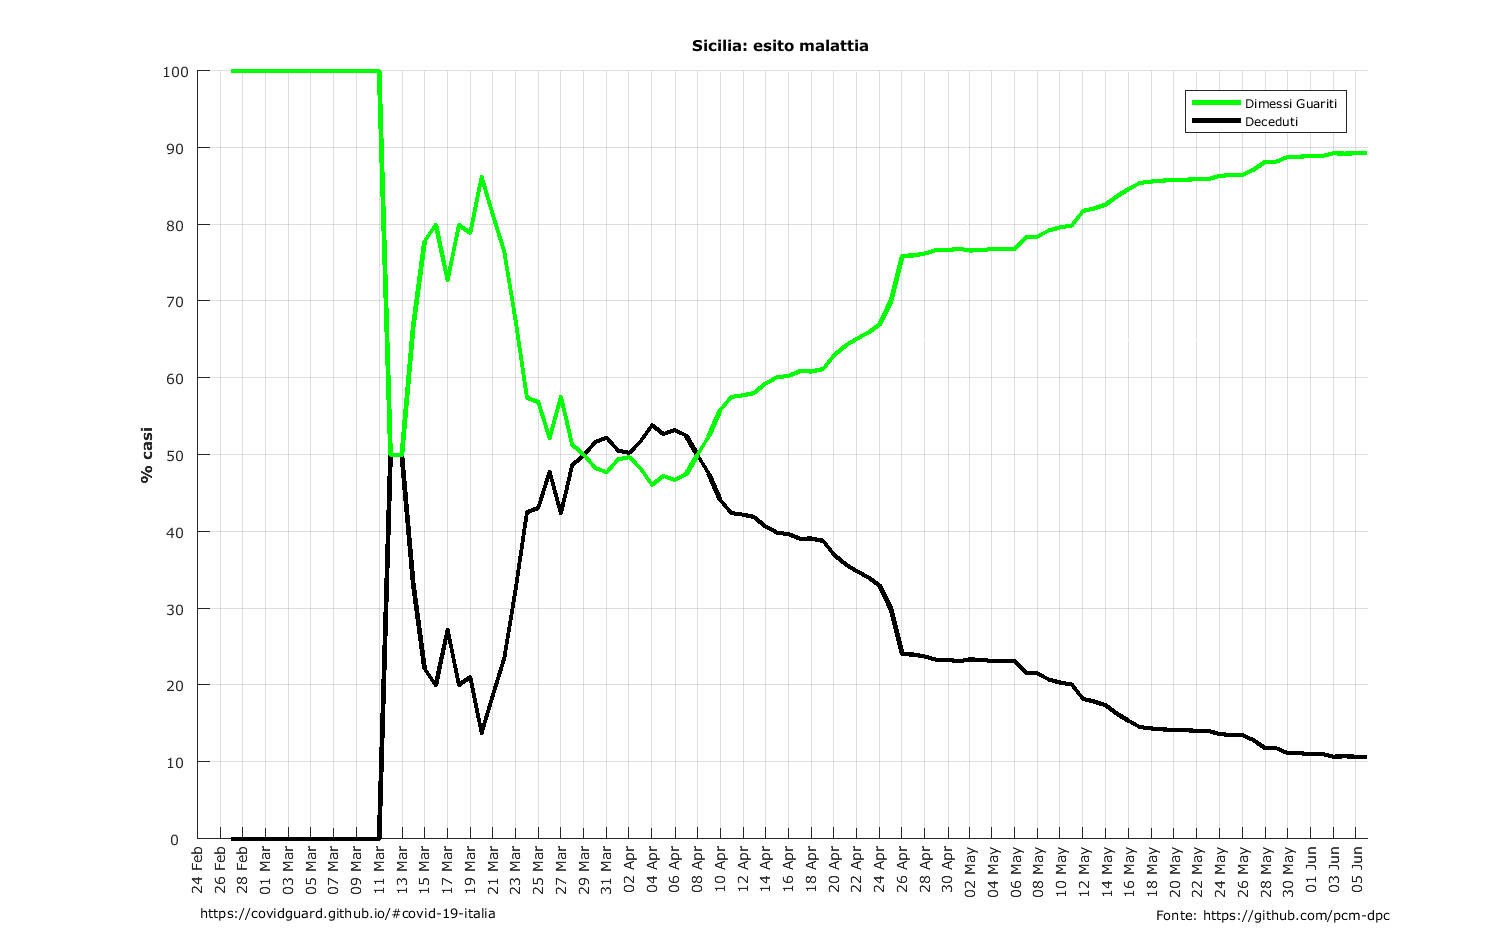 Sicilia: esito malattia
100
90
80
70
60
50
40
30
20
10
0
% casi
Dimessi Guariti
Deceduti
24 Feb
26 Feb
28 Feb
01 Mar
03 Mar
05 Mar
07 Mar
09 Mar
11 Mar
13 Mar
15 Mar
17 Mar
19 Mar
21 Mar
23 Mar
25 Mar
27 Mar
29 Mar
31 Mar
02 Apr
04 Apr
06 Apr
08 Apr
10 Apr
12 Apr
14 Apr
16 Apr
18 Apr
20 Apr
22 Apr
24 Apr
26 Apr
28 Apr
30 Apr
02 May
04 May
06 May
08 May
10 May
12 May
14 May
16 May
18 May
20 May
22 May
24 May
26 May
28 May
30 May
01 Jun
03 Jun
05 Jun
https://covidguard.github.io/#covid-19-italia
Fonte: https://github.com/pcm-dpc